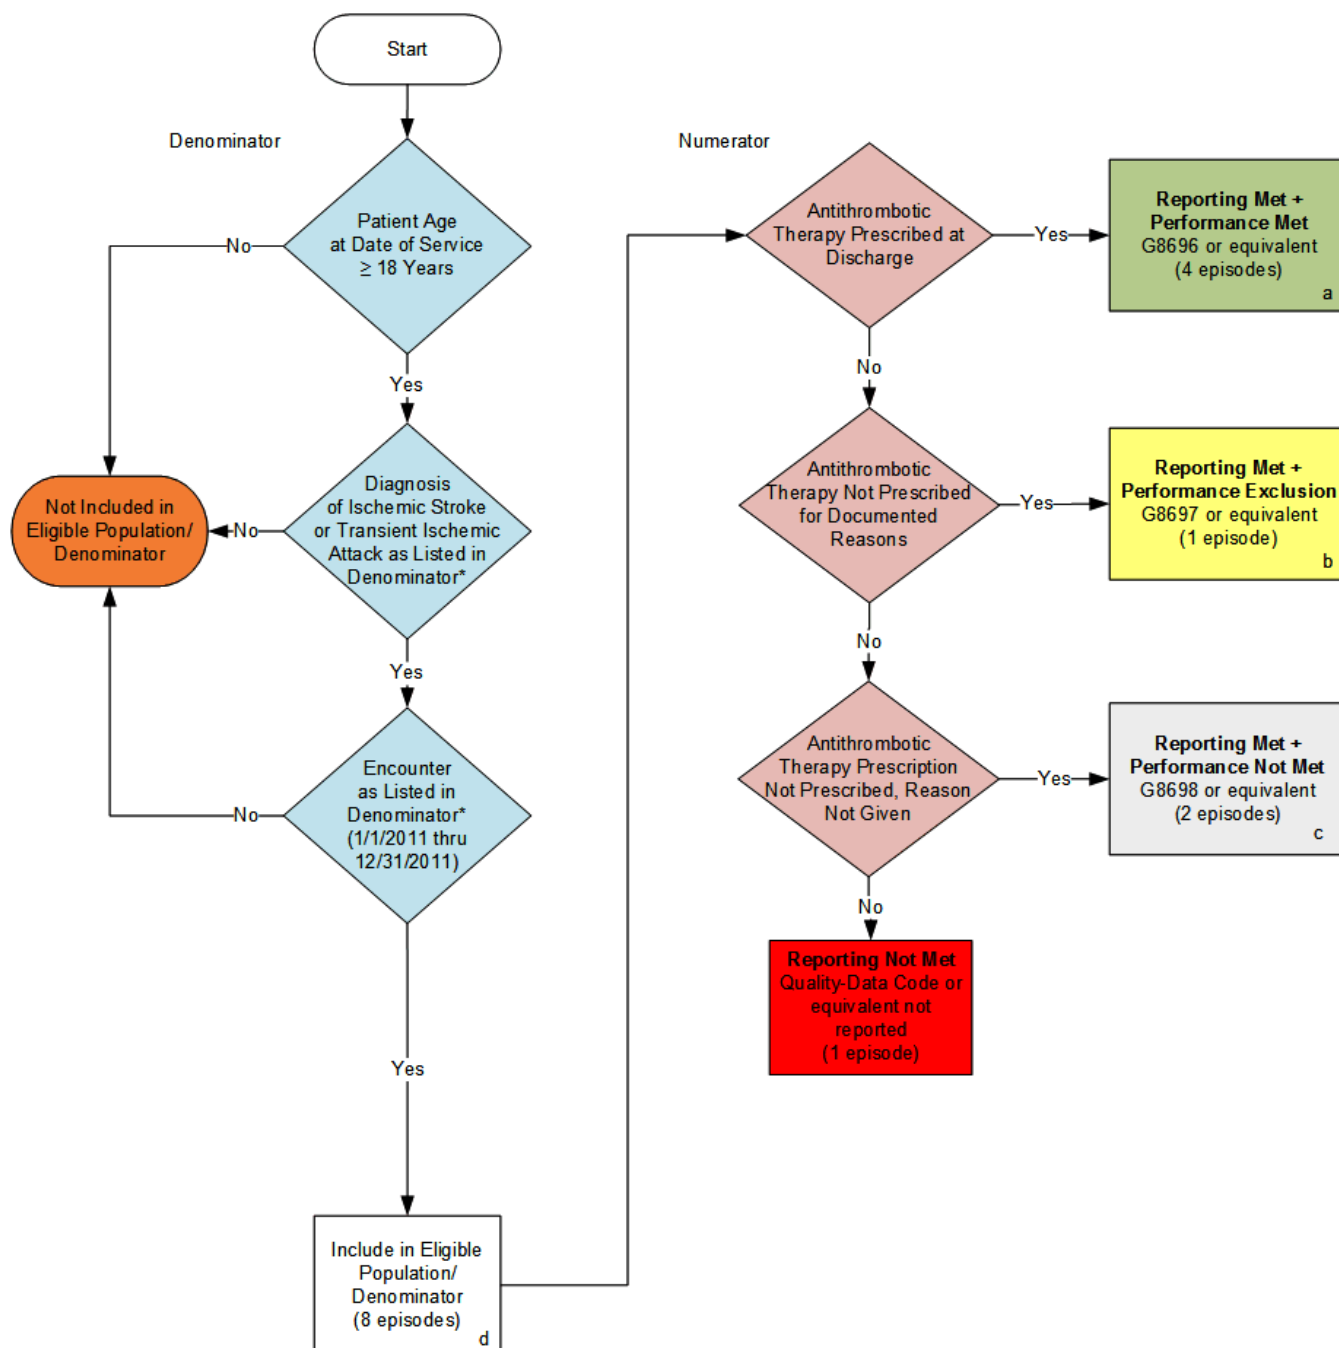 Start
Denominator
Patient Age
at Date of Service
≥ 18 Years
No
Yes
Diagnosis
of Ischemic Stroke
or Transient Ischemic
Attack as Listed in
Denominator*
No
Not Included in
Eligible Population/
Denominator
Yes
Encounter
as Listed in
Denominator*
(1/1/2011 thru
12/31/2011)
No
Yes
Include in Eligible
Population/
Denominator
(8 episodes)
d
Numerator
Antithrombotic
Therapy Prescribed at
Discharge
Yes
Reporting Met +
Performance Met
G8696 or equivalent
(4 episodes)
a
No
Antithrombotic
Therapy Not Prescribed
for Documented
Reasons
Yes
Reporting Met +
Performance Exclusion
G8697 or equivalent
(1 episode)
b
No
Antithrombotic
Therapy Prescription
Not Prescribed, Reason
Not Given
Yes
Reporting Met +
Performance Not Met
G8698 or equivalent
(2 episodes)
c
No
Reporting Not Met
Quality-Data Code or
equivalent not
reported
(1 episode)